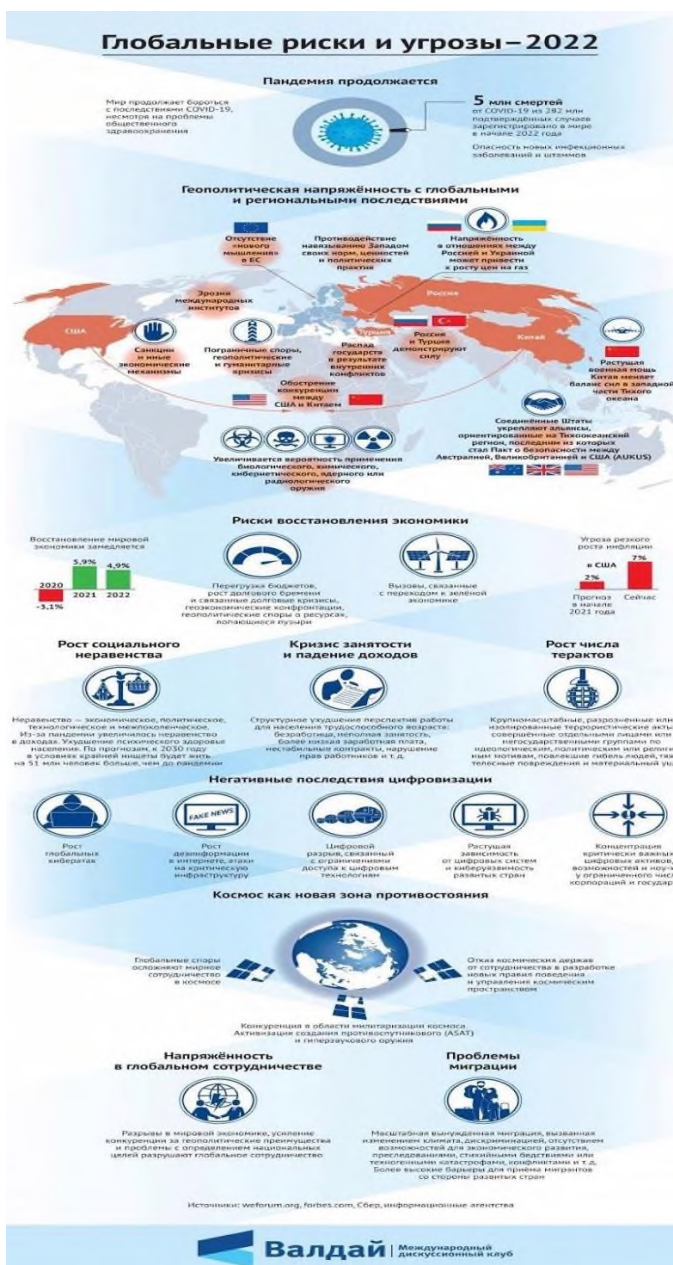 Глобальные риски и угрозы–2022
Пандемия продолжается
Мир продолжает бороться
с последствиями COVID-19,
несмотря на проблемы
общественного
здравоохранения
5 млн смертей
от COVID-19 из 282 млн
подтверждённых случаев
зарегистрировано в мире
в начале 2022 года
Опасность новых инфекционных
заболеваний и штаммов
Геополитическая напряжённость с глобальными
и региональными последствиями
Отсутствие
«нового
мышления»
в ЕС
Противодействие
навязыванию Западом
своих норм, ценностей
и политических
практик
Напряжённость
в отношениях между
Россией и Украиной
может привести
к росту цен на газ
Эрозия
международных
институтов
Россия
США
Турция
Китай
Санкции
и иные
экономические
механизмы
Пограничные споры,
геополитические
и гуманитарные
кризисы
Распад
государств
в результате
внутренних
конфликтов
Россия
и Турция
демонстрируют
силу
Растущая
военная мощь
Китая меняет
баланс сил в западной
части Тихого
океана
Обострение
конкуренции
между
США и Китаем
Соединённые Штаты
укрепляют альянсы,
ориентированные на Тихоокеанский
регион, последним из которых
стал Пакт о безопасности между
Австралией, Великобританией и США (AUKUS)
Увеличивается вероятность применения
биологического, химического,
кибернетического, ядерного или
радиологического
оружия
Риски восстановления экономики
Восстановление мировой
экономики замедляется
5,9%
4,9%
2020
2021
2022
-3,1%
Перегрузка бюджетов,
рост долгового бремени
и связанные долговые кризисы,
геоэкономические конфронтации,
геополитические споры о ресурсах,
лопающиеся пузыри
Вызовы, связанные
с переходом к зелёной
экономике
Угроза резкого
роста инфляции
в США
7%
2%
Прогноз
в начале
2021 года
Сейчас
Рост социального
неравенства
Неравенство – экономическое, политическое,
технологическое и межпоколенческое.
Из-за пандемии увеличилось неравенство
в доходах. Ухудшение психического здоровья
населения. По прогнозам, к 2030 году
в условиях крайней нищеты будет жить
на 51 млн человек больше, чем до пандемии
Кризис занятости
и падение доходов
Структурное ухудшение перспектив работы
для населения трудоспособного возраста:
безработица, неполная занятость,
более низкая заработная плата,
нестабильные контракты, нарушение
прав работников и т. д.
Рост числа
терактов
Крупномасштабные, разрозненные или
изолированные террористические акты,
совершённые отдельными лицами или
негосударственными группами по
идеологическим, политическим или религиоз
ным мотивам, повлекшие гибель людей, тяж
телесные повреждения и материальный ущ
Негативные последствия цифровизации
FAKE NEWS
Рост
глобальных
кибератак
Рост
дезинформации
в интернете, атаки
на критическую
инфраструктуру
Цифровой
разрыв, связанный
с ограничениями
доступа к цифровым
технологиям
Растущая
зависимость
от цифровых систем
и киберуязвимость
развитых стран
Концентрация
критически важных
цифровых активов,
возможностей и ноу-х
у ограниченного числ
корпораций и государ
Космос как новая зона противостояния
Глобальные споры
осложняют мирное
сотрудничество
в космосе
Отказ космических держав
от сотрудничества в разработке
новых правил поведения
и управления космическим
пространством
Конкуренция в области милитаризации космоса
Активизация создания противоспутникового (ASAT)
и гиперзвукового оружия
Напряжённость
в глобальном сотрудничестве
Разрывы в мировой экономике, усиление
конкуренции за геополитические преимущества
и проблемы с определением национальных
целей разрушают глобальное сотрудничество
Проблемы
миграции
Масштабная вынужденная миграция, вызванная
изменением климата, дискриминацией, отсутствием
возможностей для экономического развития,
преследованиями, стихийными бедствиями или
техногенными катастрофами, конфликтами и т. д.
Более высокие барьеры для приёма мигрантов
со стороны развитых стран
Источники: weforum.org, forbes.com, Сбер, информационные агентства
Валдай | Международный
дискуссионный клуб